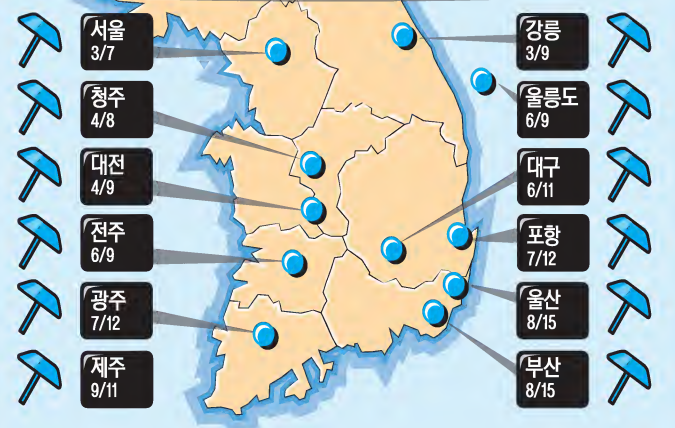 서울
3/7
청주
4/8
대전
4/9
전주
6/9
광주
7/12
제주
9/11
강릉
3/9
울릉도
6/9
대구
6/11
포항
7/12
울산
8/15
부산
8/15